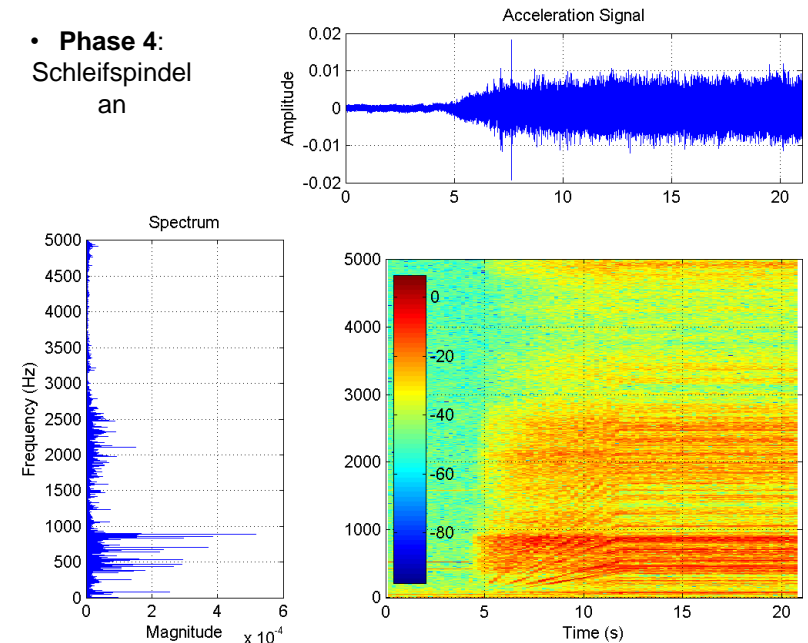 • Phase 4:
Schleifspindel
an
Acceleration Signal
Amplitude
0.02
0.01
0
-0.01
-0.02
0 5 10 15 20
Spectrum
Frequency (Hz)
5000
4500
4000
3500
3000
2500
2000
1500
1000
500
0
0 2 4 6
Magnitude x 10⁻⁴
5000
4000
3000
2000
1000
0
0
-20
-40
-60
-80
0 5 10 15 20
Time (s)